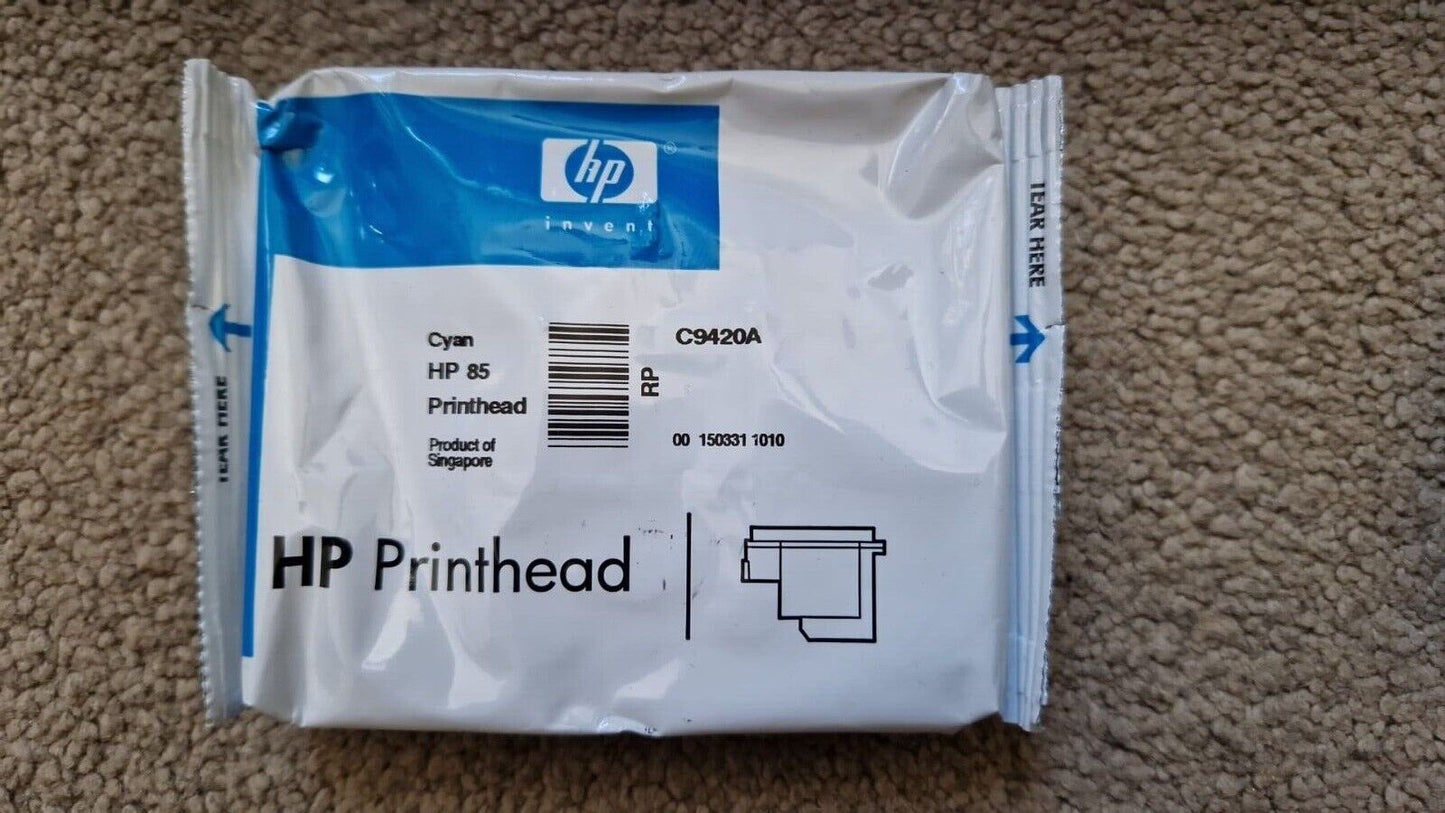 hp®
invent
TEAR HERE
Cyan
HP 85
Printhead
Product of
Singapore
RP
C9420A
00 150331 1010
HP Printhead
TEAR HERE